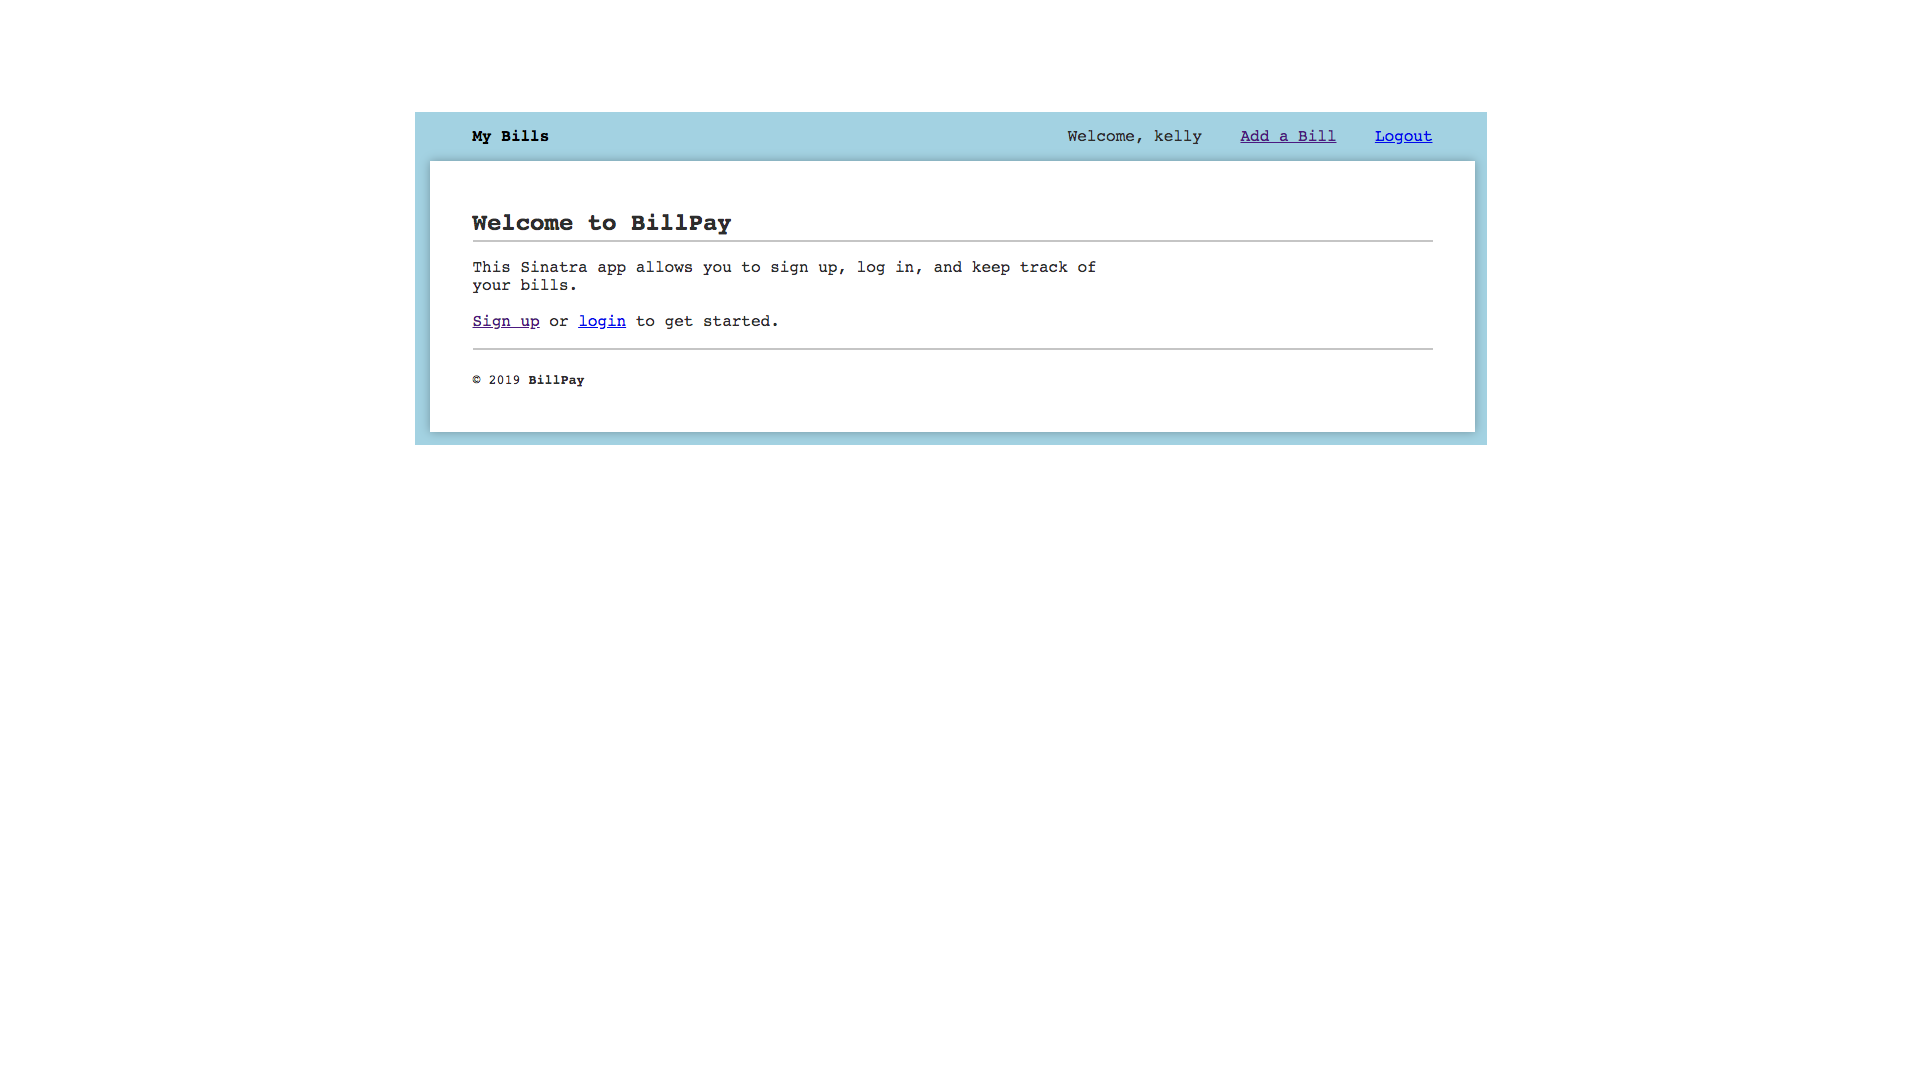 My Bills Welcome, kelly Add a Bill Logout
Welcome to BillPay
This Sinatra app allows you to sign up, log in, and keep track of
your bills.
Sign up or login to get started.
© 2019 BillPay